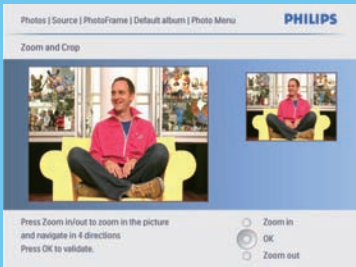 Photos | Source | PhotoFrame | Default album | Photo Menu
PHILIPS
Zoom and Crop
Press Zoom in/out to zoom in the picture
and navigate in 4 directions
Press OK to validate.
Zoom in
OK
Zoom out